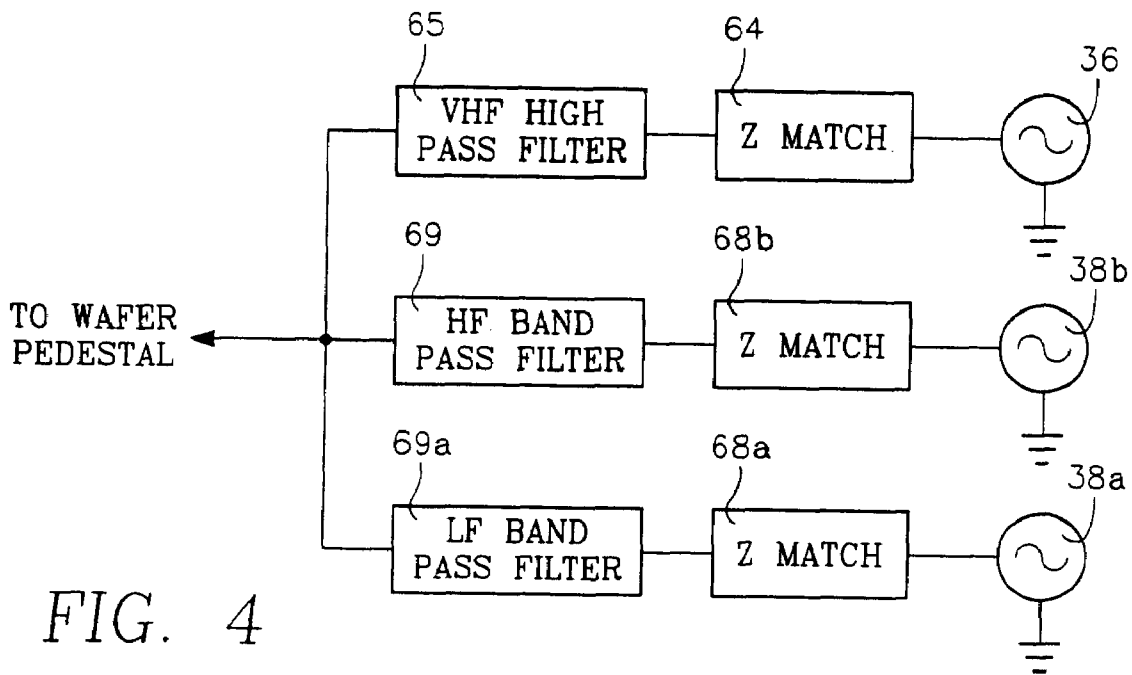 65
64
36
VHF HIGH
PASS FILTER
Z MATCH
69
68b
38b
TO WAFER
PEDESTAL
HF BAND
PASS FILTER
Z MATCH
69a
68a
38a
LF BAND
PASS FILTER
Z MATCH
FIG. 4